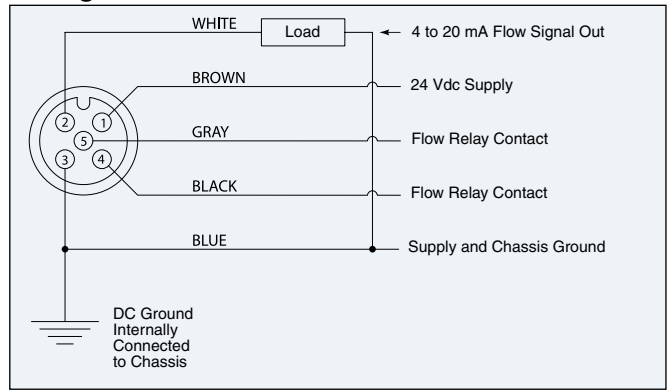 WHITE
Load
4 to 20 mA Flow Signal Out
BROWN
24 Vdc Supply
2
1
GRAY
5
Flow Relay Contact
3
4
BLACK
Flow Relay Contact
BLUE
Supply and Chassis Ground
DC Ground
Internally
Connected
to Chassis